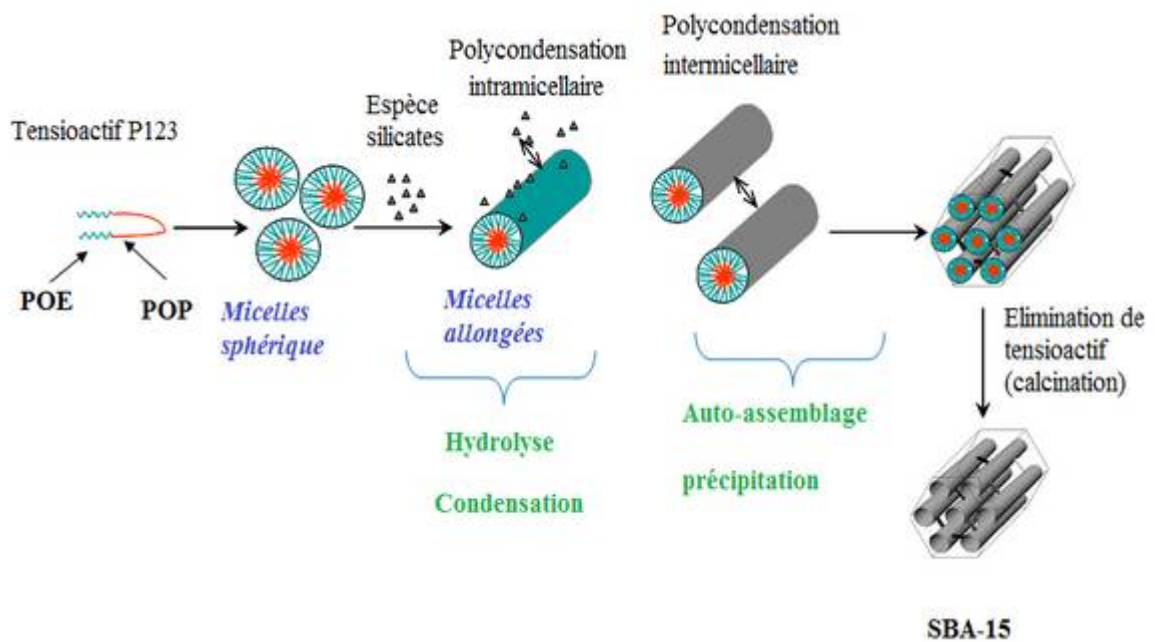 Tensioactif P123
POE
POP
Micelles
sphérique
Espèce
silicates
Polycondensation
intramicellaire
Micelles
allongées
Hydrolyse
Condensation
Polycondensation
intermicellaire
Auto-assemblage
précipitation
Elimination de
tensioactif
(calcination)
SBA-15